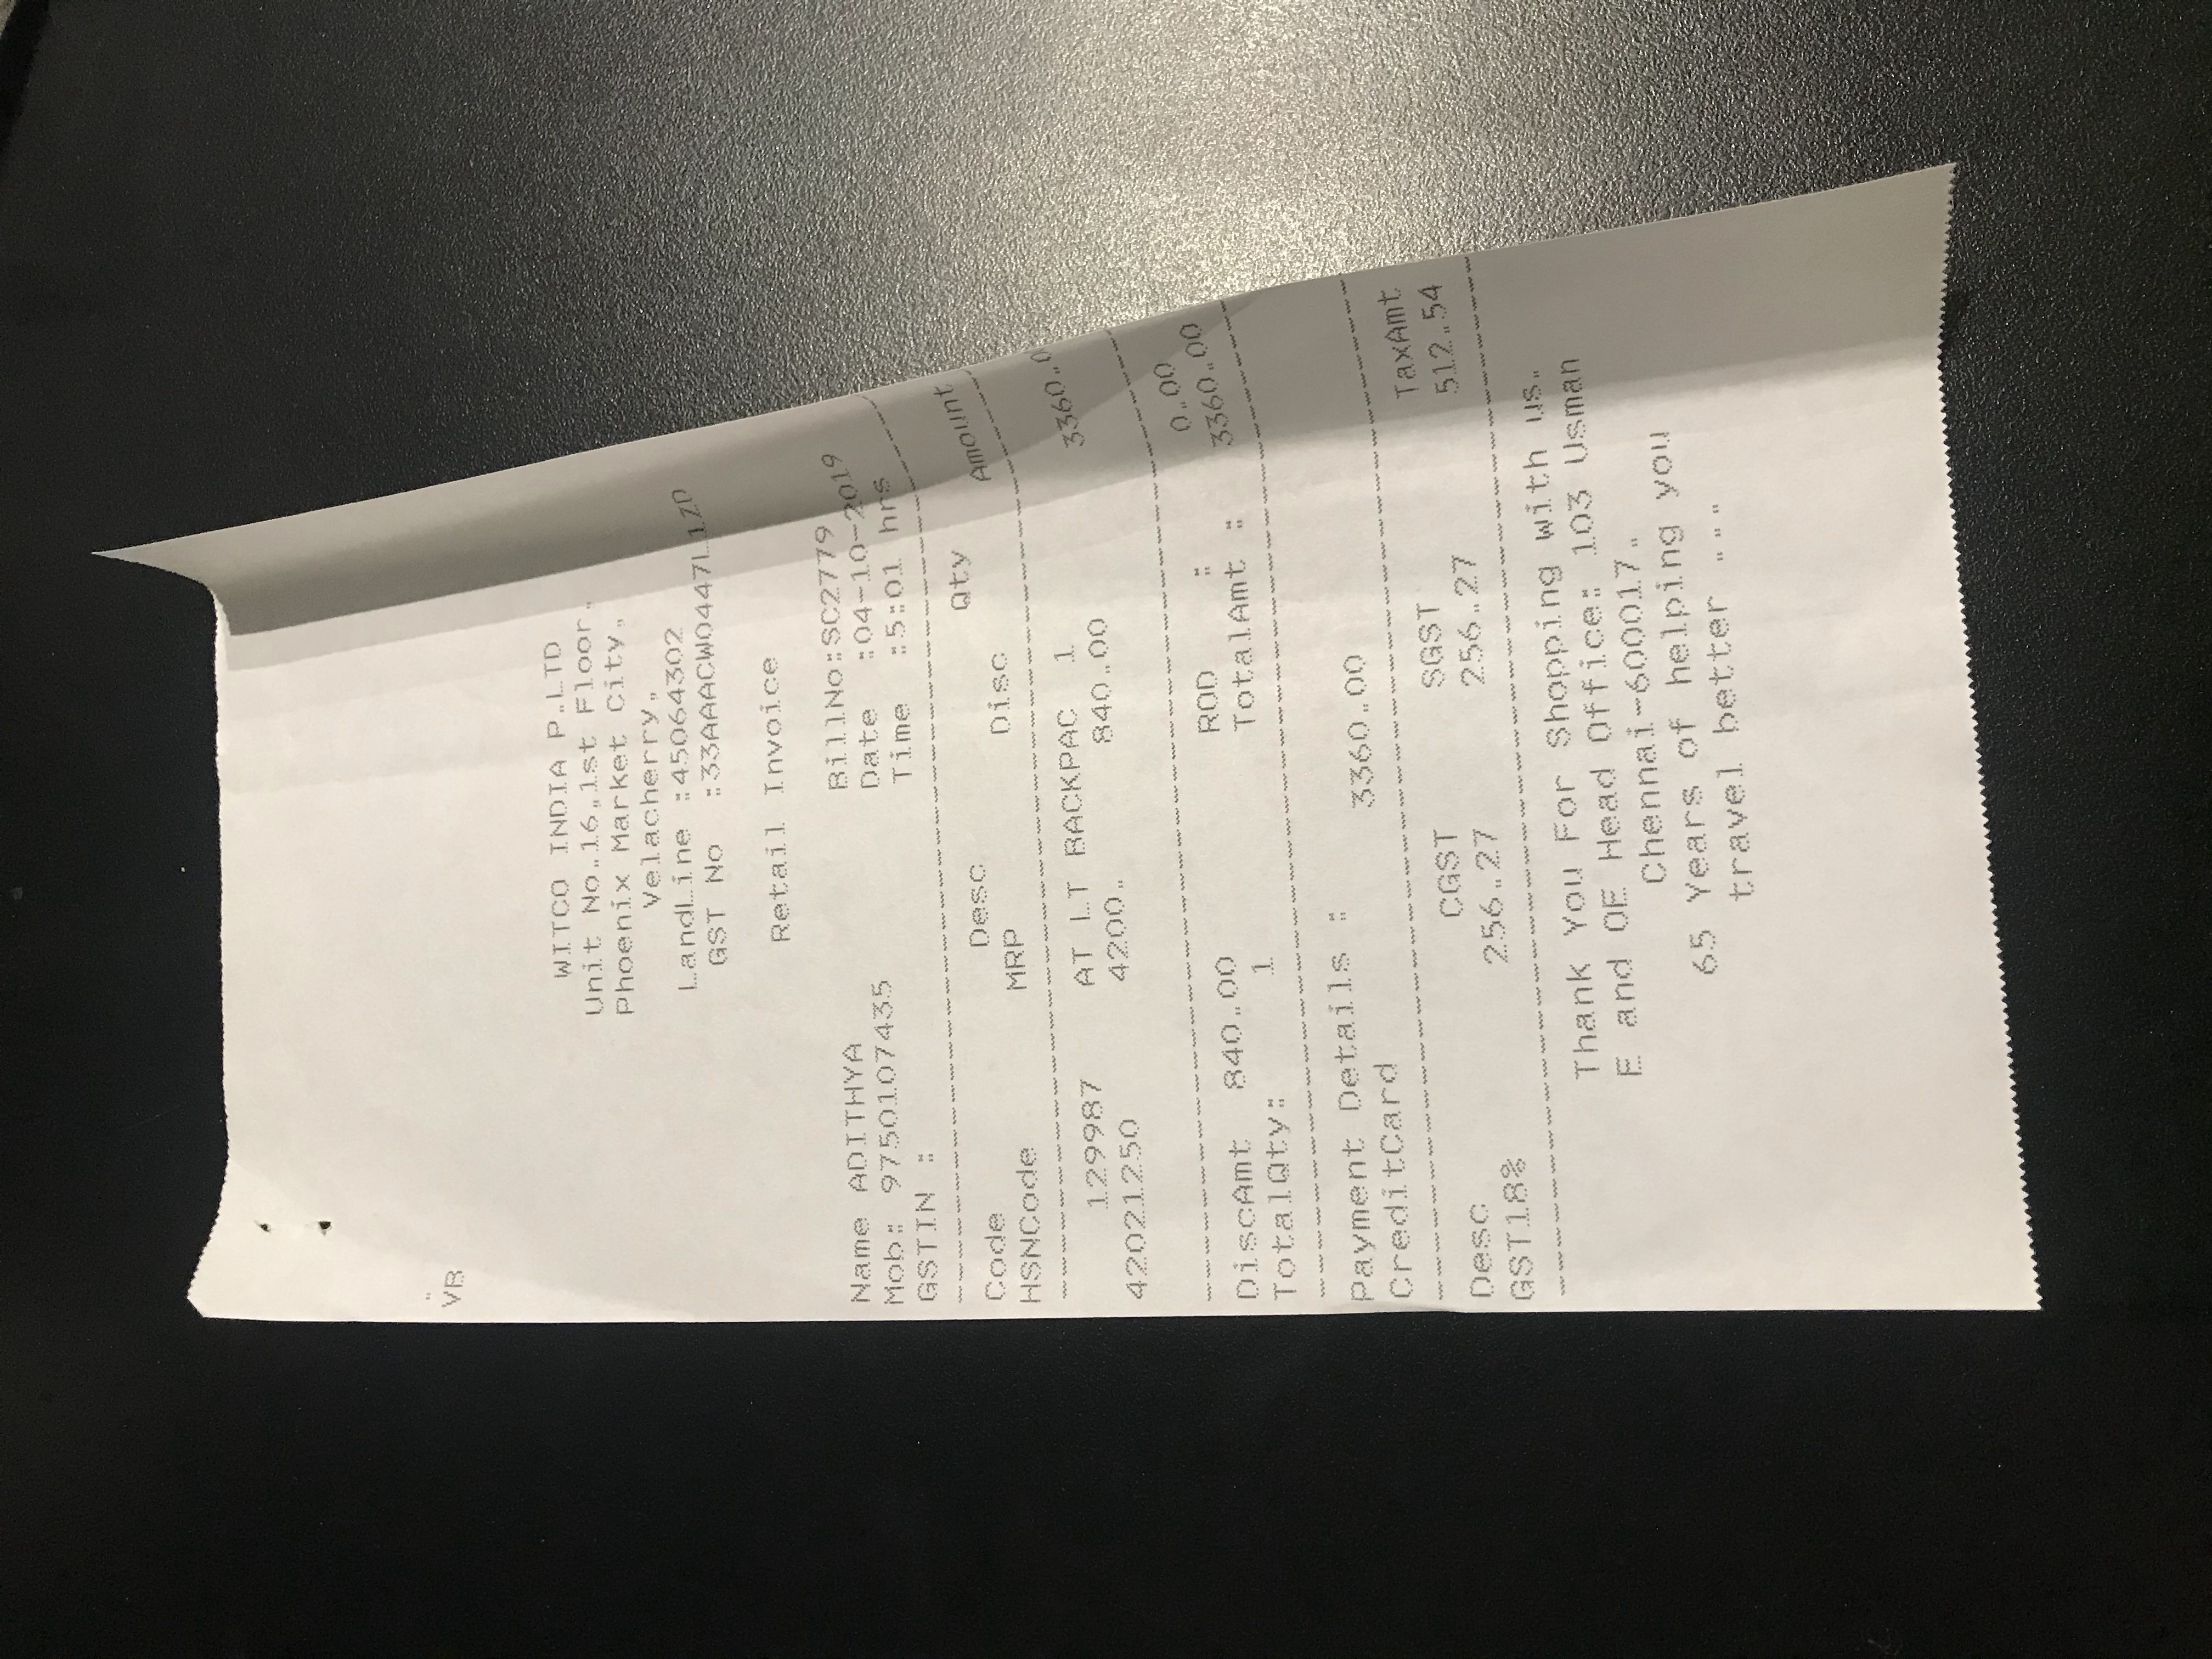 VB
WITCO INDIA P.LTD
Unit No.16,1st Floor,
Phoenix Market City,
Velacherry,
LandLine :45064302
GST No :33AAACW0447L1ZD
Retail Invoice
Name ADITHYA BillNo:SC2779
Mob: 9750107435 Date :04-10-2019
GSTIN : Time :5:01 hrs
Code Desc Qty Amount
HSNCode MRP Disc
129987 AT LT BACKPAC 1 3360.0
42021250 4200. 840.00
DiscAmt 840.00 ROD : 0.00
TotalQty: 1 TotalAmt : 3360.00
Payment Details :
CreditCard 3360.00
Desc CGST SGST TaxAmt
GST18% 256.27 256.27 512.54
Thank You For Shopping with us.
E and OE Head Office: 103 Usman
Chennai-600017.
65 Years of helping you
travel better ...